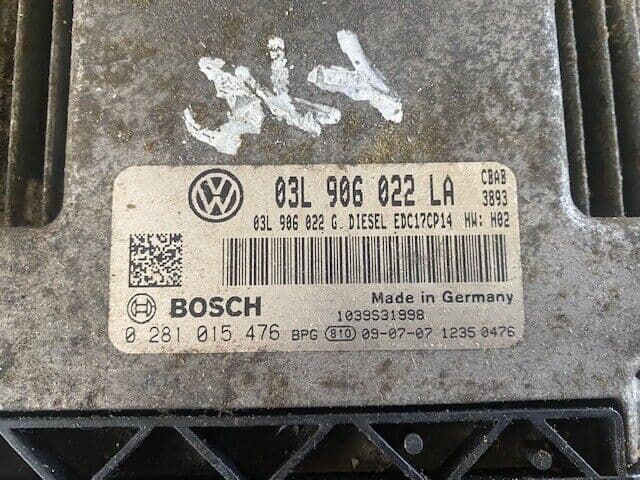 03L 906 022 LA CBAB
3893
03L 906 022 G. DIESEL EDC17CP14 HW: H02
BOSCH
Made in Germany
1039S31998
0 281 015 476 BPG 810 09-07-07 1235 0476